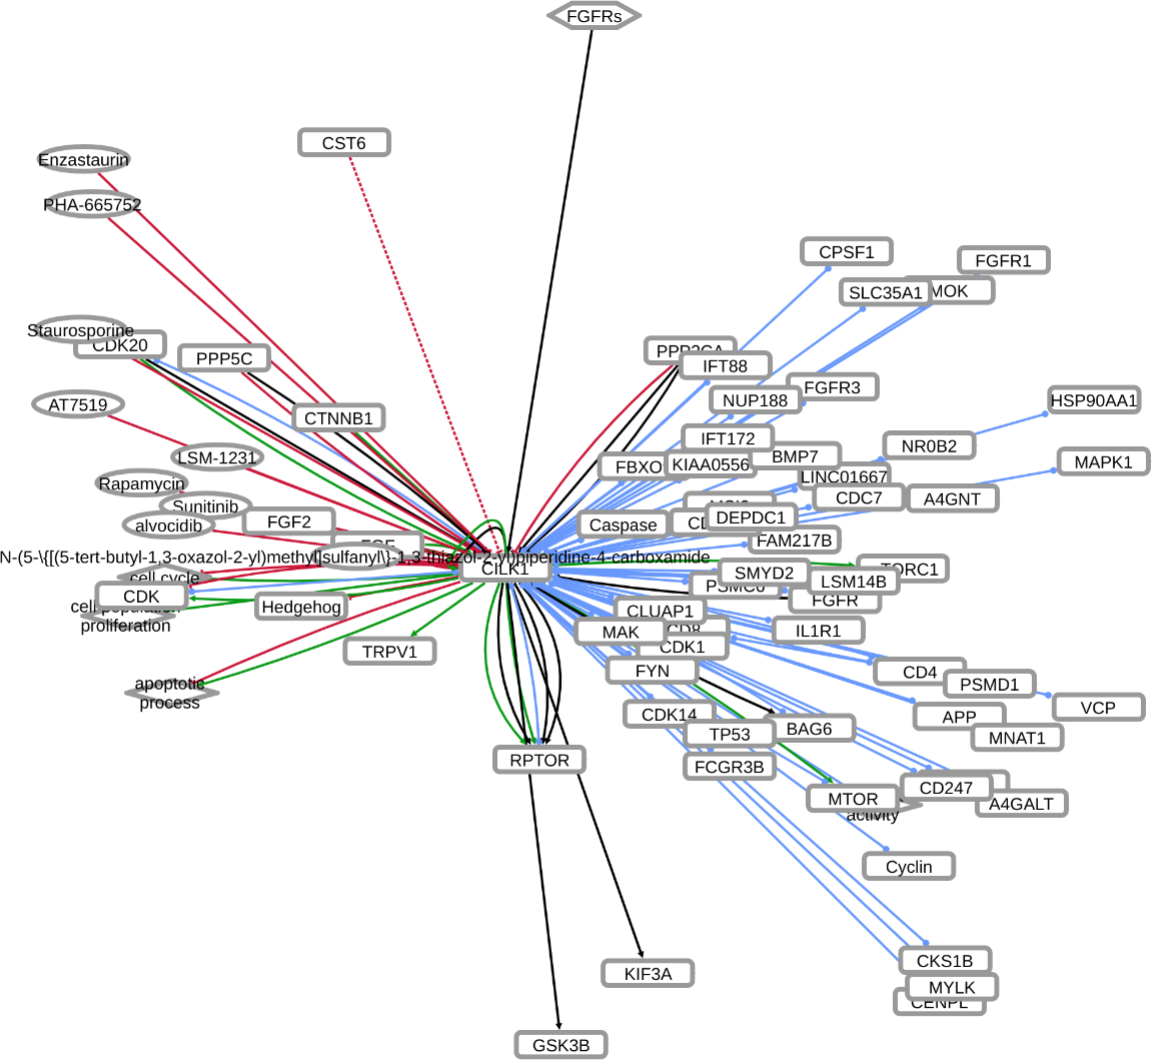 FGFRs
CST6
Enzastaurin
PHA-665752
CPSF1
FGFR1
SLC35A1
MOK
Staurosporine
CDK20
PPP5C
IFT88
FGFR3
NUP188
HSP90AA1
AT7519
CTNNB1
IFT172
NR0B2
LSM-1231
FBXO
KIAA0556
BMP7
MAPK1
LINC01667
Rapamycin
CDC7
A4GNT
Sunitinib
alvocidib
FGF2
Caspase
DEPDC1
FAM217B
N-(5-\{[(5-tert-butyl-1,3-oxazol-2-yl)methyl]sulfanyl\}-1,3-thiazol-2-yl)piperidine-4-carboxamide
CILK1
TORC1
cell cycle
SMYD2
LSM14B
PSMC6
CDK
FGFR
cell population
proliferation
Hedgehog
CLUAP1
CD8
MAK
IL1R1
TRPV1
CDK1
FYN
CD4
PSMD1
apoptotic
process
VCP
CDK14
TP53
BAG6
APP
MNAT1
RPTOR
FCGR3B
CD247
MTOR
A4GALT
activity
Cyclin
CKS1B
KIF3A
MYLK
CENPL
GSK3B